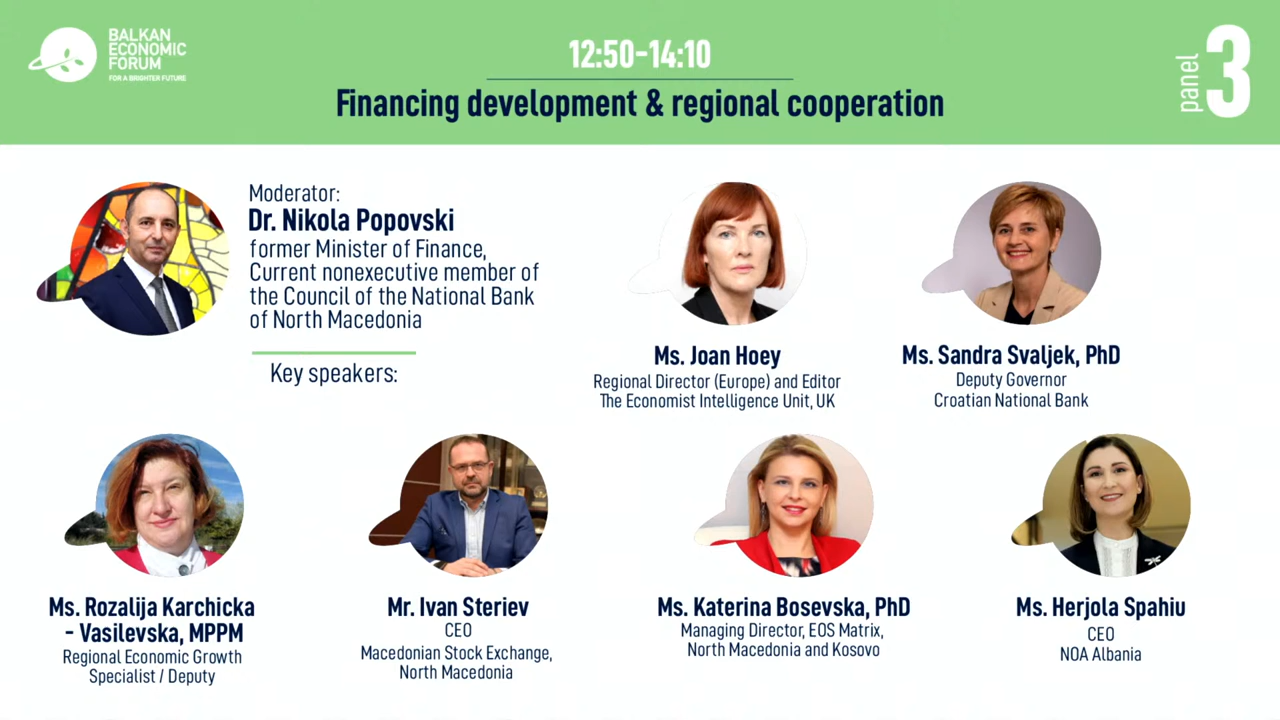 BALKAN
ECONOMIC
FORUM
FOR A BRIGHTER FUTURE
12:50-14:10
Financing development & regional cooperation
panel
3
Moderator:
Dr. Nikola Popovski
former Minister of Finance,
Current nonexecutive member of
the Council of the National Bank
of North Macedonia
Key speakers:
Ms. Joan Hoey
Regional Director (Europe) and Editor
The Economist Intelligence Unit, UK
Ms. Sandra Svaljek, PhD
Deputy Governor
Croatian National Bank
Ms. Rozalija Karchicka
- Vasilevska, MPPM
Regional Economic Growth
Specialist / Deputy
Mr. Ivan Steriev
CEO
Macedonian Stock Exchange,
North Macedonia
Ms. Katerina Bosevska, PhD
Managing Director, EOS Matrix,
North Macedonia and Kosovo
Ms. Herjola Spahiu
CEO
NOA Albania